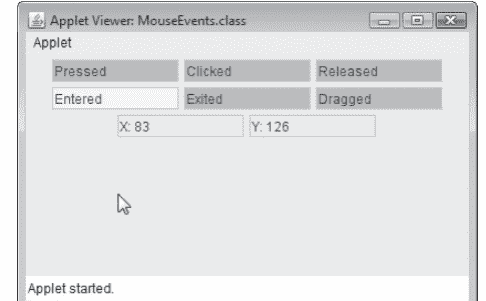 Applet Viewer: MouseEvents.class
Applet
Pressed Clicked Released
Entered Exited Dragged
X: 83 Y: 126
Applet started.